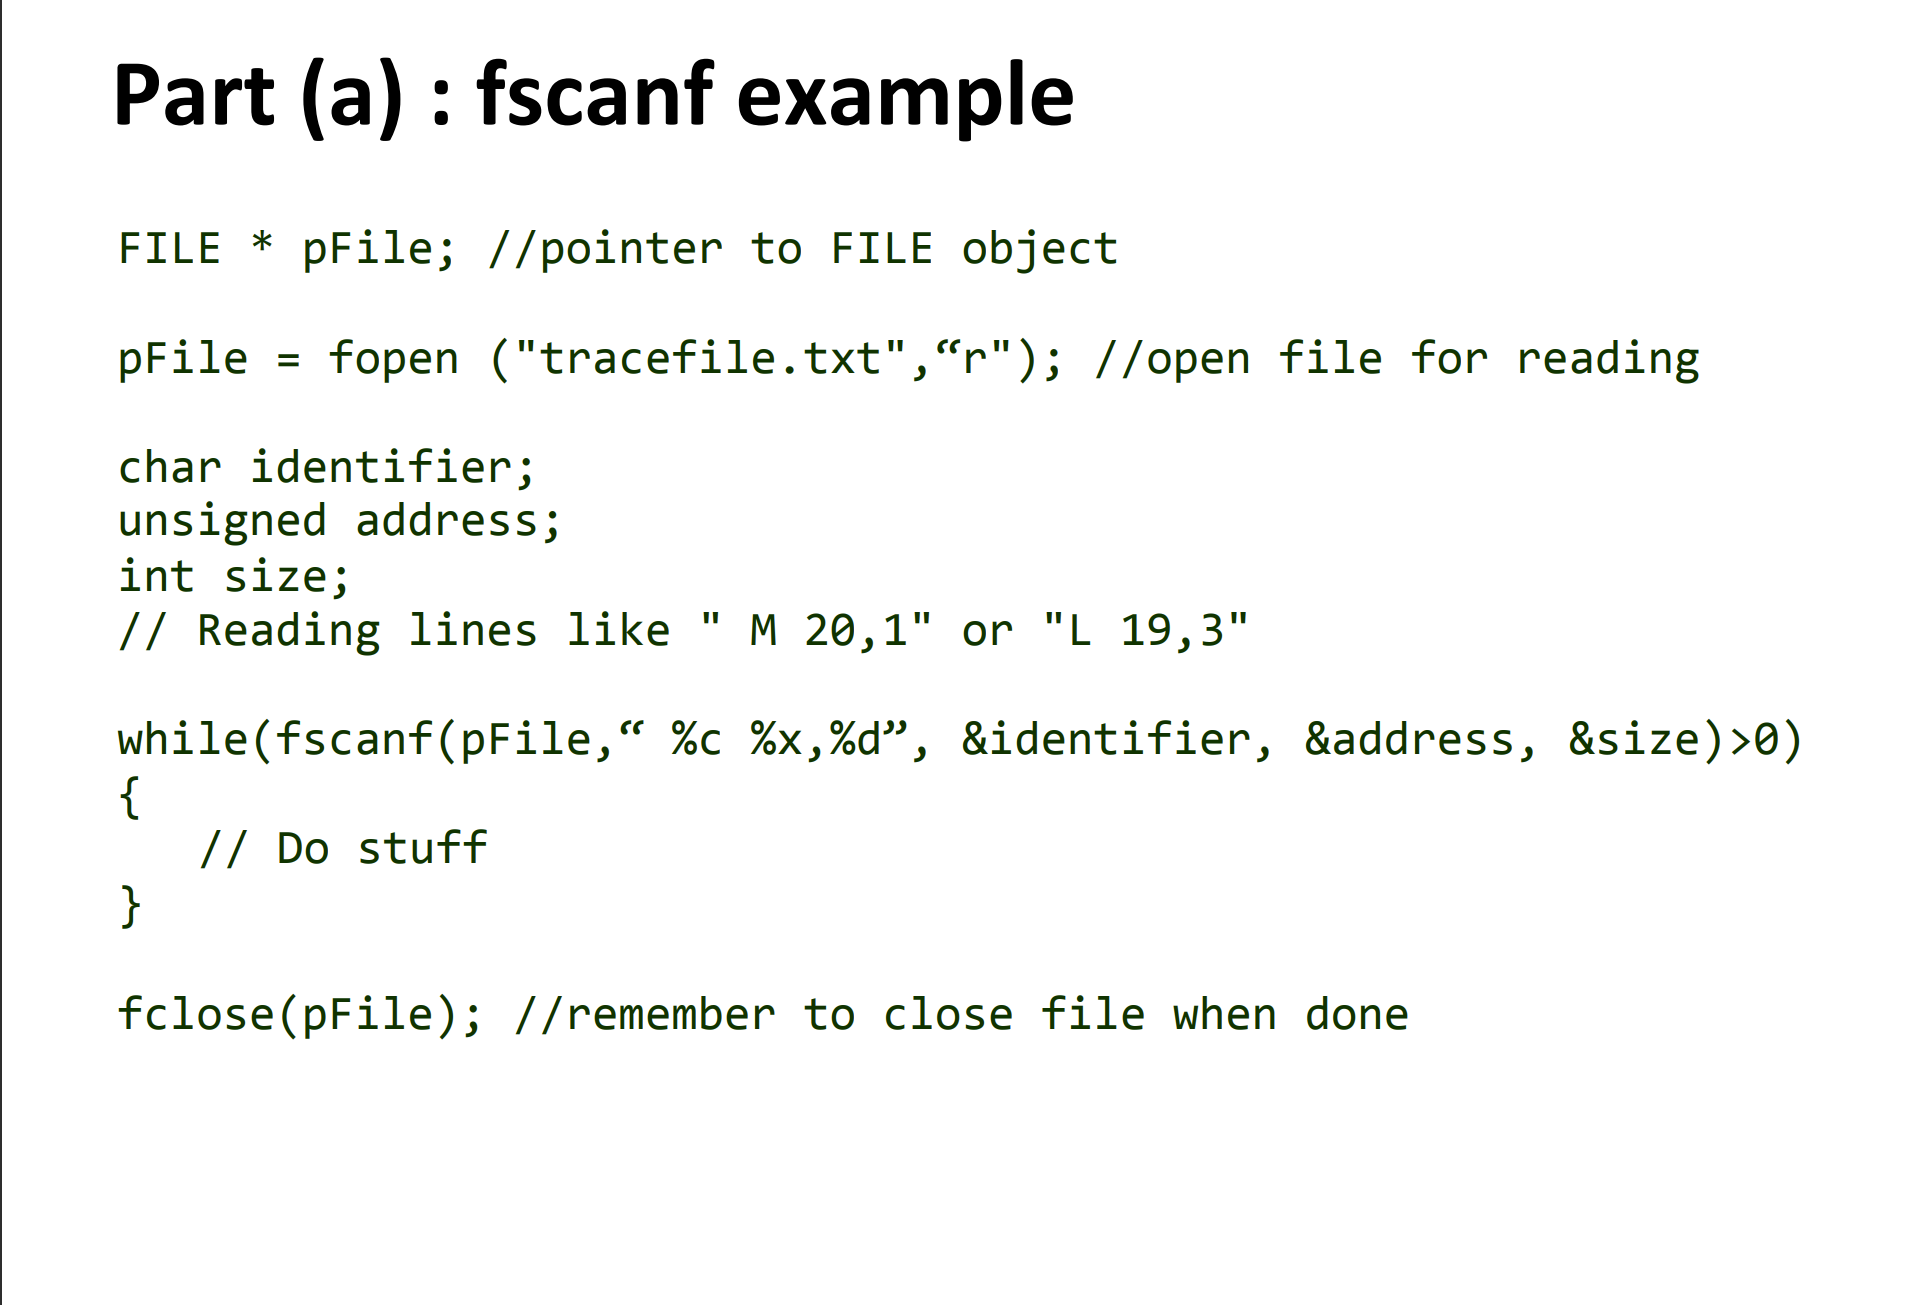 Part (a) : fscanf example
FILE * pFile; //pointer to FILE object
pFile = fopen ("tracefile.txt",“r"); //open file for reading
char identifier;
unsigned address;
int size;
// Reading lines like " M 20,1" or "L 19,3"
while(fscanf(pFile,“ %c %x,%d”, &identifier, &address, &size)>0)
{
// Do stuff
}
fclose(pFile); //remember to close file when done